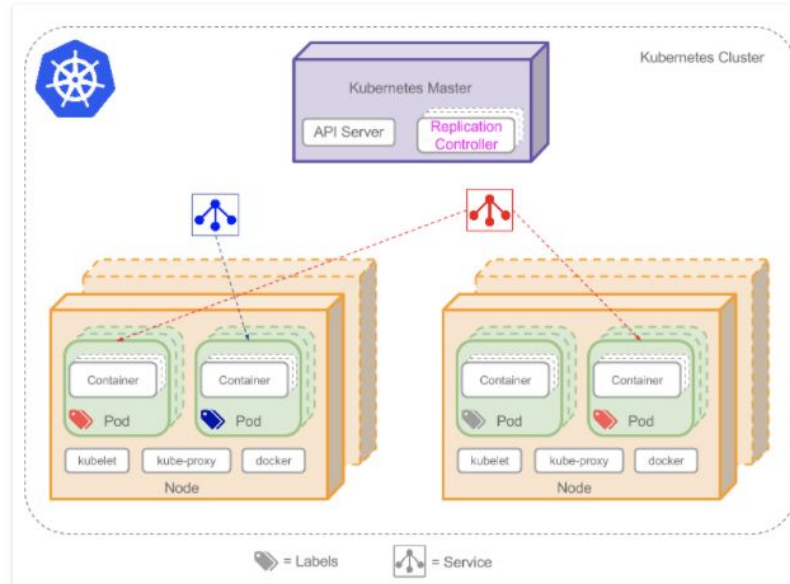 Kubernetes Cluster
Kubernetes Master
API Server
Replication
Controller
Container
Container
Container
Container
Pod
Pod
Pod
Pod
kubelet
kube-proxy
docker
kubelet
kube-proxy
docker
Node
Node
= Labels
= Service